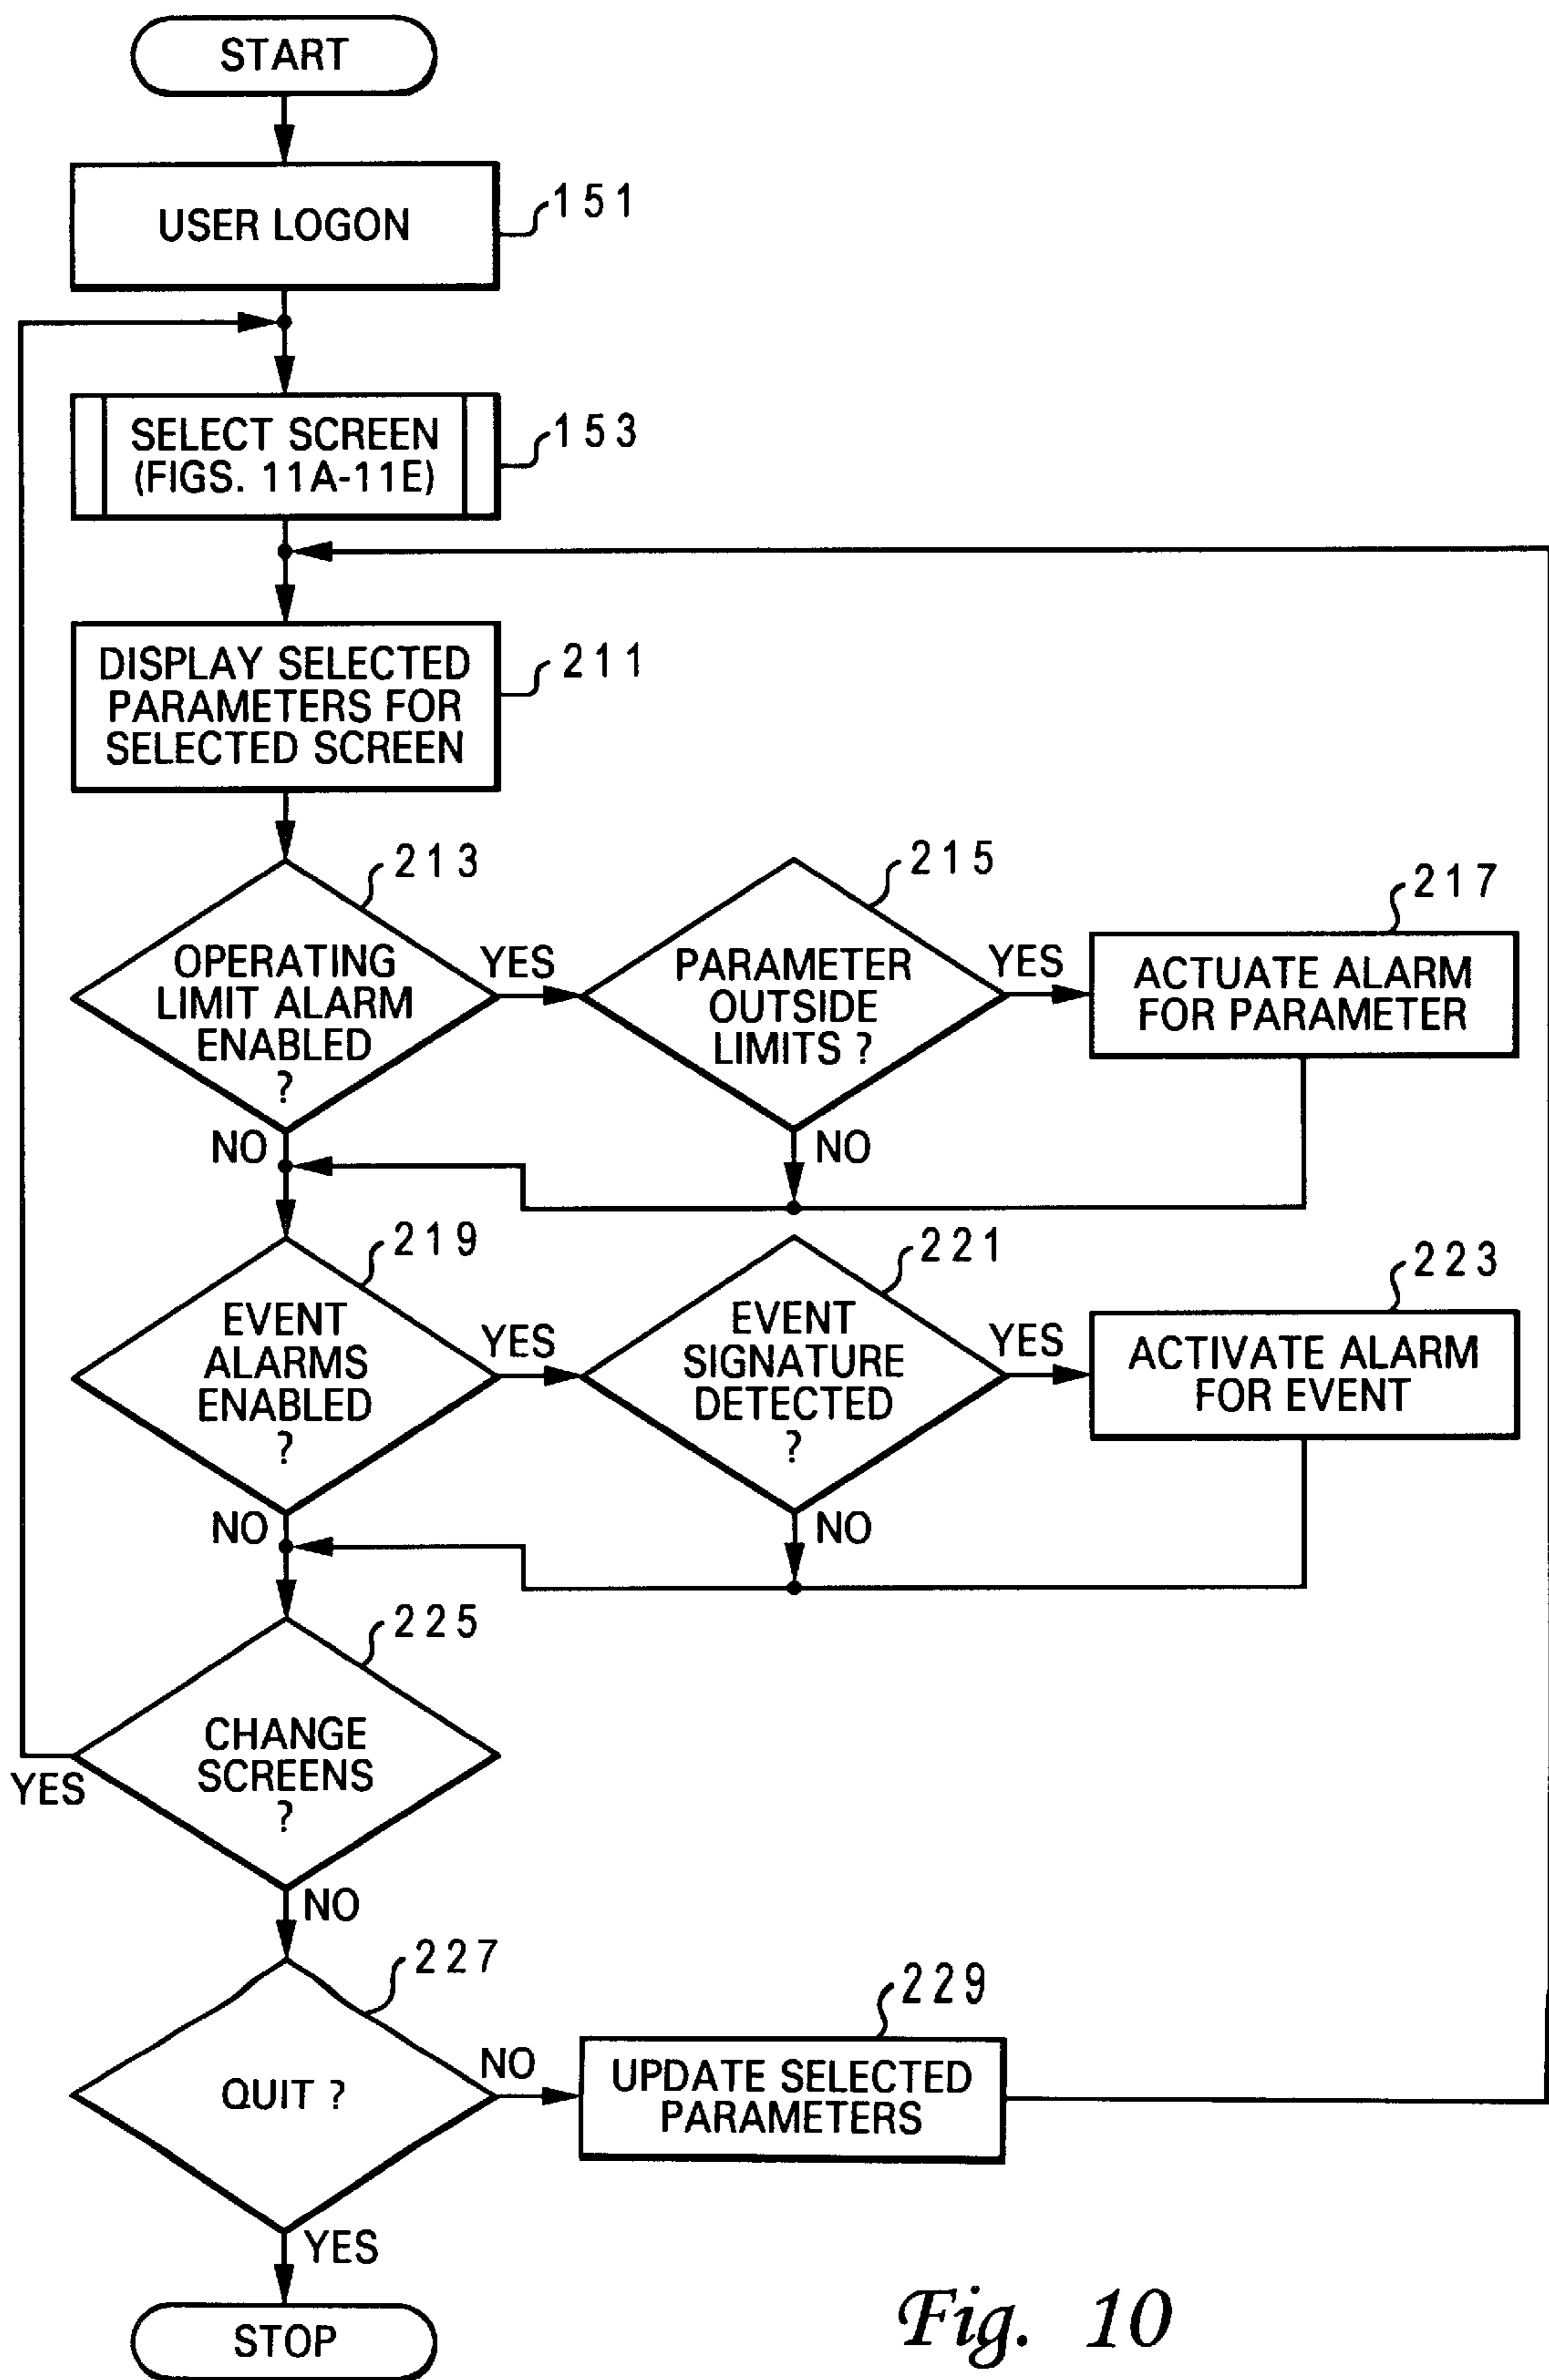 START
USER LOGON
151
SELECT SCREEN
(FIGS. 11A-11E)
153
DISPLAY SELECTED
PARAMETERS FOR
SELECTED SCREEN
211
213
OPERATING
LIMIT ALARM
ENABLED
?
YES
NO
215
PARAMETER
OUTSIDE
LIMITS ?
YES
NO
217
ACTUATE ALARM
FOR PARAMETER
219
EVENT
ALARMS
ENABLED
?
YES
NO
221
EVENT
SIGNATURE
DETECTED
?
YES
NO
223
ACTIVATE ALARM
FOR EVENT
225
CHANGE
SCREENS
?
YES
NO
227
QUIT ?
NO
YES
229
UPDATE SELECTED
PARAMETERS
STOP
Fig. 10